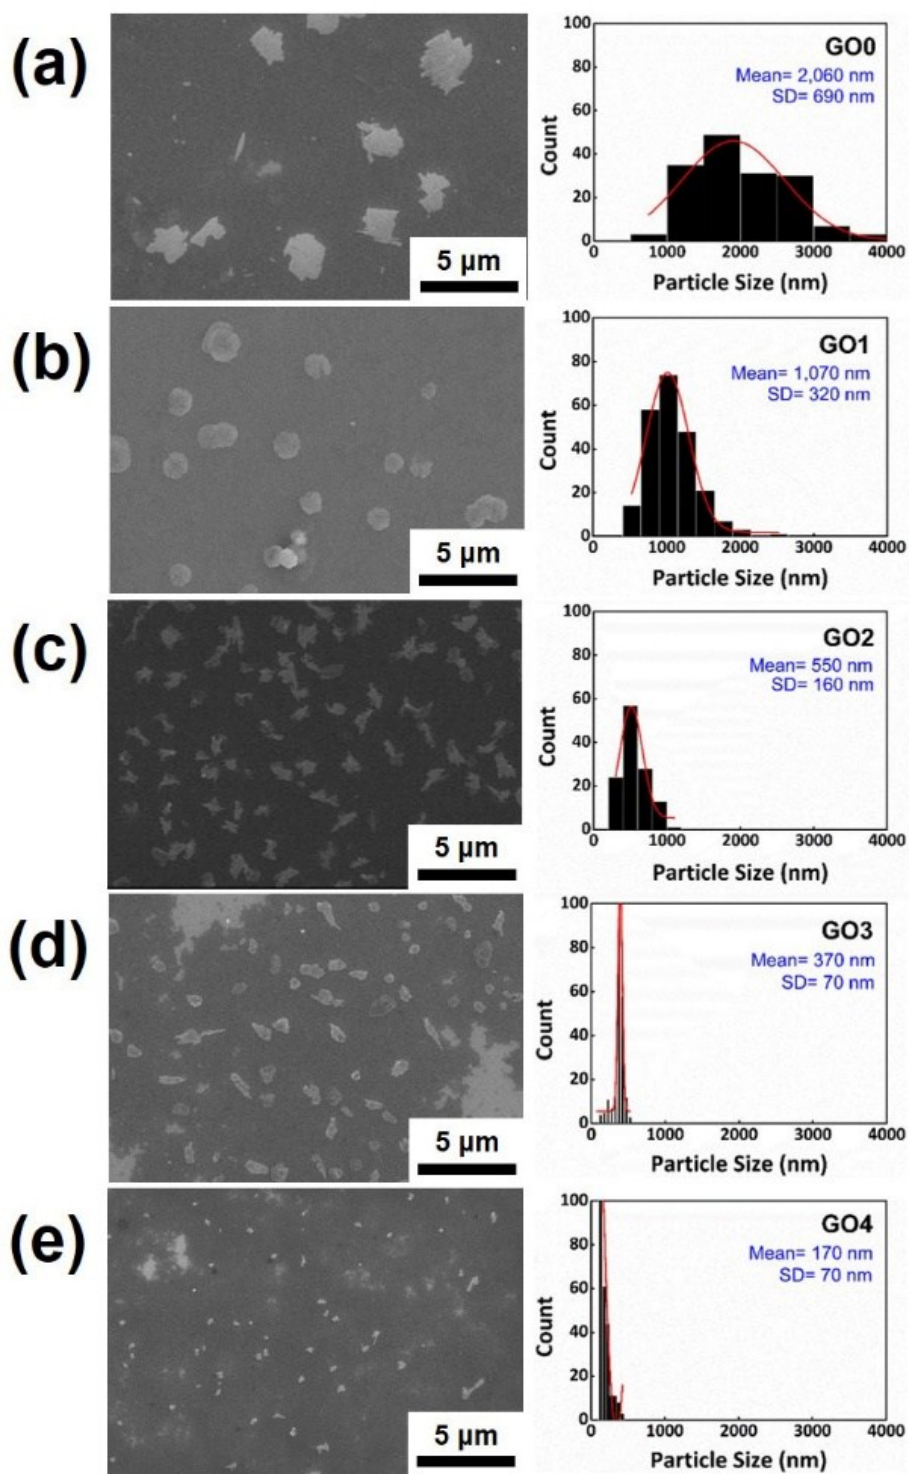 (a)
5 µm
100
80
60
40
20
0
Count
GO0
Mean= 2,060 nm
SD= 690 nm
0 1000 2000 3000 4000
Particle Size (nm)
(b)
5 µm
100
80
60
40
20
0
Count
GO1
Mean= 1,070 nm
SD= 320 nm
0 1000 2000 3000 4000
Particle Size (nm)
(c)
5 µm
100
80
60
40
20
0
Count
GO2
Mean= 550 nm
SD= 160 nm
0 1000 2000 3000 4000
Particle Size (nm)
(d)
5 µm
100
80
60
40
20
0
Count
GO3
Mean= 370 nm
SD= 70 nm
0 1000 2000 3000 4000
Particle Size (nm)
(e)
5 µm
100
80
60
40
20
0
Count
GO4
Mean= 170 nm
SD= 70 nm
0 1000 2000 3000 4000
Particle Size (nm)